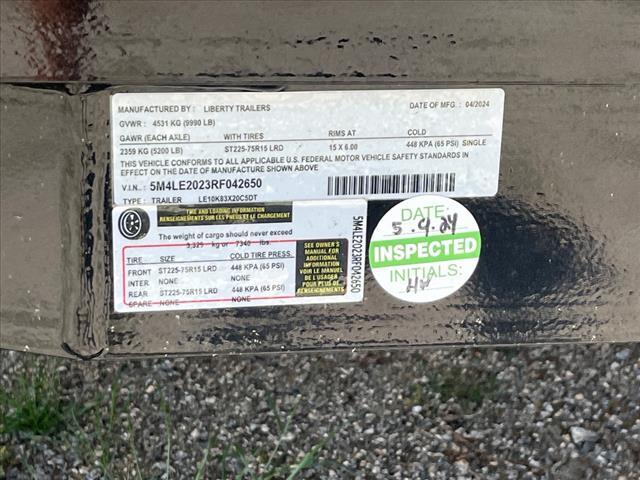 MANUFACTURED BY : LIBERTY TRAILERS DATE OF MFG. : 04/2024
GVWR : 4531 KG (9990 LB)
GAWR (EACH AXLE) WITH TIRES RIMS AT COLD
2359 KG (5200 LB) ST225-75R15 LRD 15 X 6.00 448 KPA (65 PSI) SINGLE
THIS VEHICLE CONFORMS TO ALL APPLICABLE U.S. FEDERAL MOTOR VEHICLE SAFETY STANDARDS IN
EFFECT ON THE DATE OF MANUFACTURE SHOWN ABOVE
V.I.N.: 5M4LE2023RF042650
TYPE : TRAILER LE10K83X20C5DT
TIRE AND LOADING INFORMATION
RENSEIGNEMENTS SUR LES PNEUS ET LE CHARGEMENT
The weight of cargo should never exceed
3,329 kg or 7340 lbs.
TIRE SIZE COLD TIRE PRESS.
FRONT ST225-75R15 LRD 448 KPA (65 PSI)
INTER. NONE NONE
REAR ST225-75R15 LRD 448 KPA (65 PSI)
SPARE NONE NONE
SEE OWNER'S
MANUAL FOR
ADDITIONAL
INFORMATION
VOIR LE MANUEL
DE L'USAGER
POUR PLUS DE
RENSEIGNEMENTS
5M4LE2023RF042650
DATE:
5.9.24
INSPECTED
INITIALS: